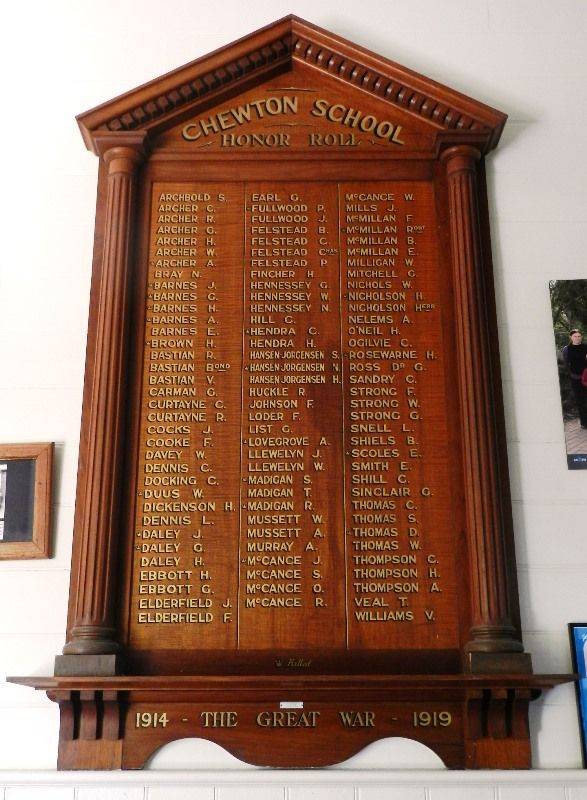 CHEWTON SCHOOL
HONOR ROLL
ARCHBOLD S.
ARCHER C.
ARCHER R.
ARCHER G.
ARCHER H.
ARCHER W.
ARCHER A.
BRAY N.
BARNES J.
BARNES G.
BARNES H.
BARNES A.
BARNES E.
BROWN H.
BASTIAN R.
BASTIAN BOND
BASTIAN V.
CARMAN G.
CURTAYNE C.
CURTAYNE R.
COCKS J.
COOKE F.
DAVEY W.
DENNIS C.
DOCKING C.
DUUS W.
DICKENSON H.
DENNIS L.
DALEY J.
DALEY G.
DALEY H.
EBBOTT H.
EBBOTT G.
ELDERFIELD J.
ELDERFIELD F.
EARL G.
FULLWOOD P.
FULLWOOD J.
FELSTEAD B.
FELSTEAD C.
FELSTEAD CHAS
FELSTEAD P.
FINCHER H.
HENNESSEY G.
HENNESSEY W.
HENNESSEY N.
HILL C.
HENDRA C.
HENDRA H.
HANSEN-JORGENSEN S.
HANSEN-JORGENSEN N.
HANSEN-JORGENSEN H.
HUCKLE R.
JOHNSON F.
LODER F.
LIST G.
LOVEGROVE A.
LLEWELYN J.
LLEWELYN W.
MADIGAN S.
MADIGAN T.
MADIGAN R.
MUSSETT W.
MUSSETT A.
MURRAY A.
McCANCE J.
McCANCE S.
McCANCE O.
McCANCE R.
McCANCE W.
MILLS J.
McMILLAN F.
McMILLAN ROBT
McMILLAN B.
McMILLAN E.
MILLIGAN W.
MITCHELL G.
NICHOLS W.
NICHOLSON H.
NICHOLSON HERB
NELEMS A.
O'NEIL H.
OGILVIE C.
ROSEWARNE H.
ROSS DR G.
SANDRY C.
STRONG F.
STRONG W.
STRONG G.
SNELL L.
SHIELS B.
SCOLES E.
SMITH E.
SHILL C.
SINCLAIR G.
THOMAS C.
THOMAS S.
THOMAS D.
THOMAS W.
THOMPSON C.
THOMPSON H.
THOMPSON A.
VEAL T.
WILLIAMS V.
Killed
1914 - THE GREAT WAR - 1919